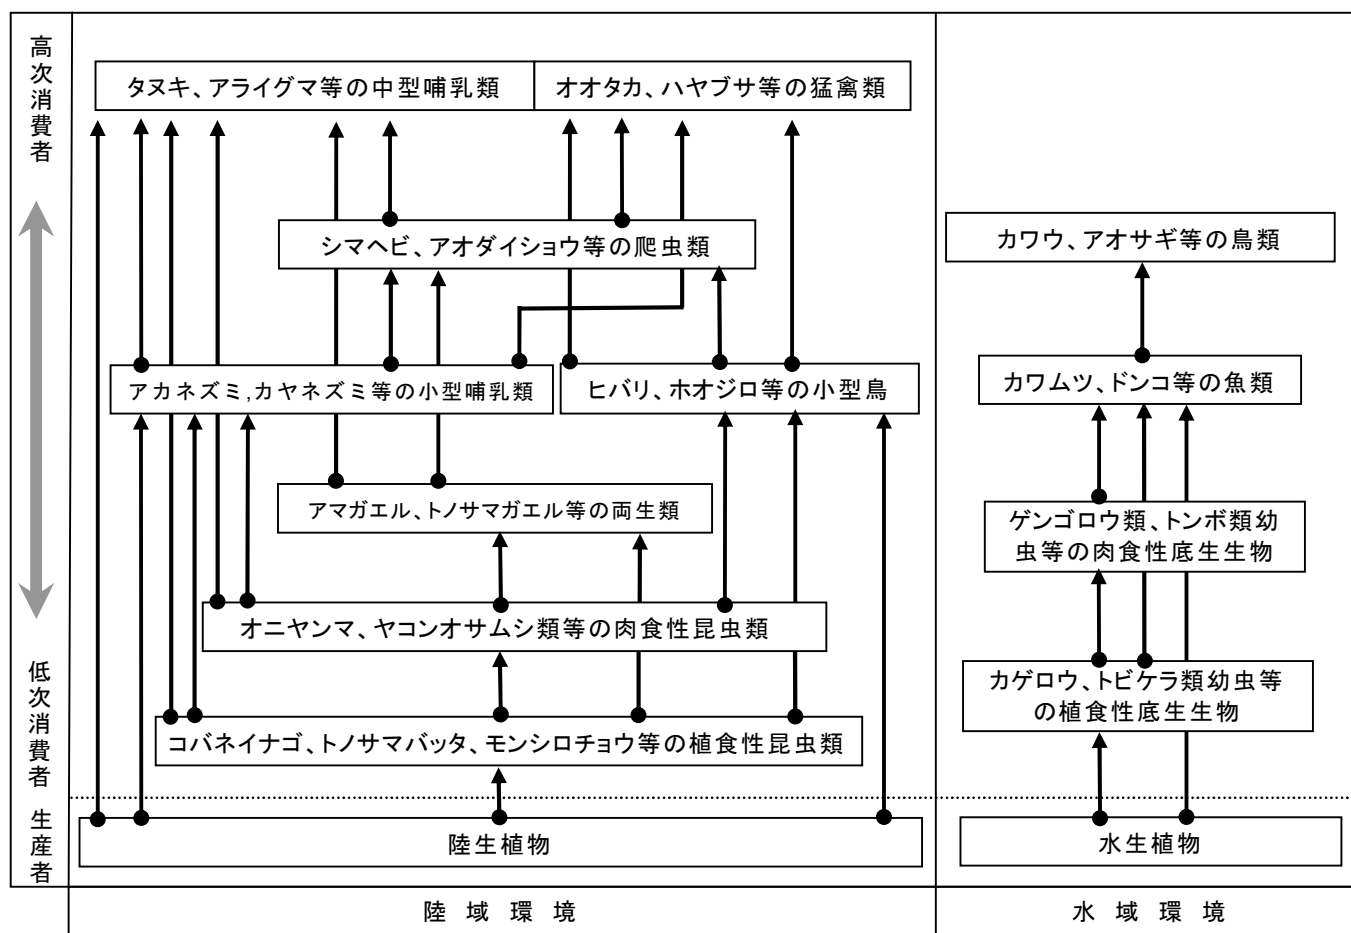 高次消費者
タヌキ、アライグマ等の中型哺乳類
オオタカ、ハヤブサ等の猛禽類
シマヘビ、アオダイショウ等の爬虫類
カワウ、アオサギ等の鳥類
アカネズミ,カヤネズミ等の小型哺乳類
ヒバリ、ホオジロ等の小型鳥
カワムツ、ドンコ等の魚類
アマガエル、トノサマガエル等の両生類
ゲンゴロウ類、トンボ類幼
虫等の肉食性底生生物
オニヤンマ、ヤコンオサムシ類等の肉食性昆虫類
低次消費者
カゲロウ、トビケラ類幼虫等
の植食性底生生物
コバネイナゴ、トノサマバッタ、モンシロチョウ等の植食性昆虫類
生産者
陸生植物
水生植物
陸域環境
水域環境